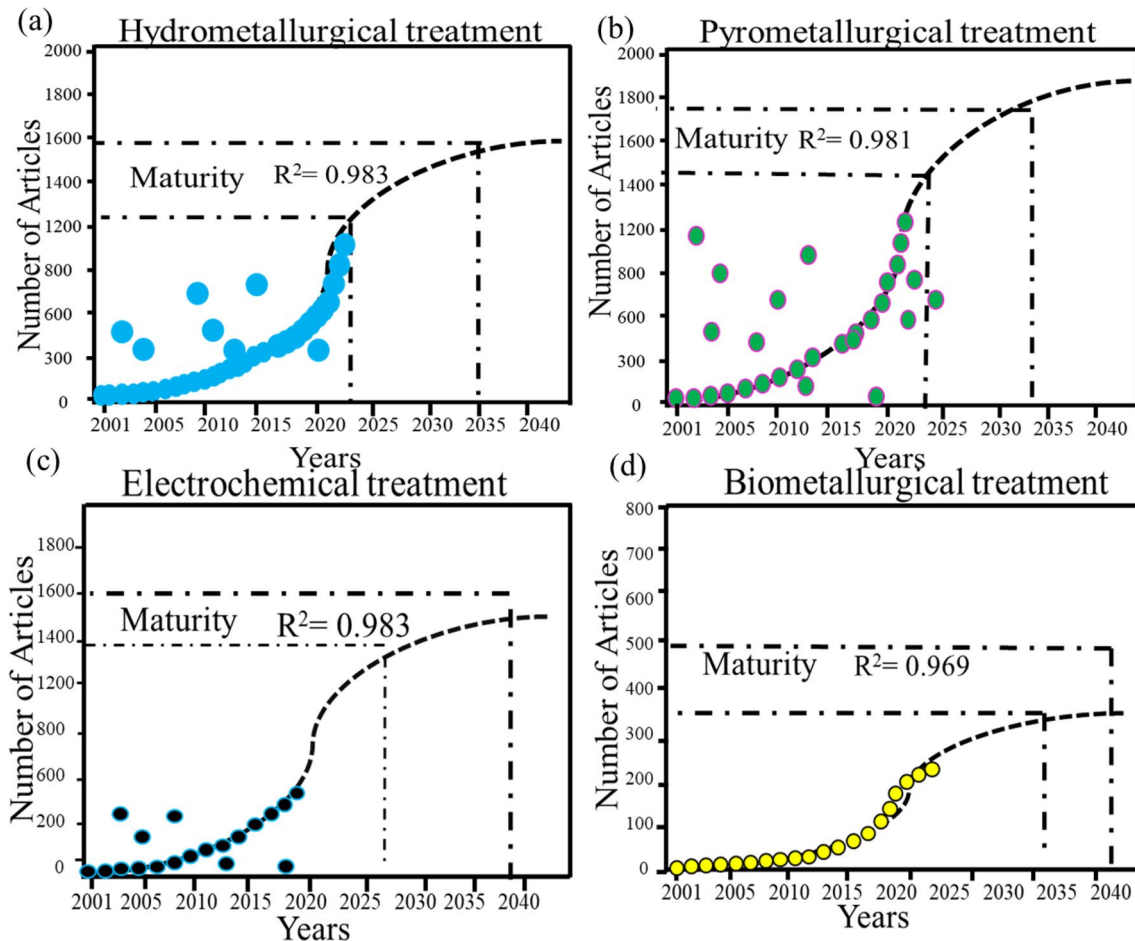 (a)
Hydrometallurgical treatment
Number of Articles
2000
1800
1600
1400
1200
800
600
300
0
Maturity R²= 0.983
2001 2005 2010 2015 2020 2025 2030 2035 2040
Years
(b)
Pyrometallurgical treatment
Number of Articles
2000
1800
1600
1400
1200
800
600
300
0
Maturity R²= 0.981
2001 2005 2010 2015 2020 2025 2030 2035 2040
Years
(c)
Electrochemical treatment
Number of Articles
1800
1600
1400
1200
800
600
200
0
Maturity R²= 0.983
2001 2005 2010 2015 2020 2025 2030 2035 2040
Years
(d)
Biometallurgical treatment
Number of Articles
800
700
600
500
400
300
200
100
0
Maturity R²= 0.969
2001 2005 2010 2015 2020 2025 2030 2035 2040
Years